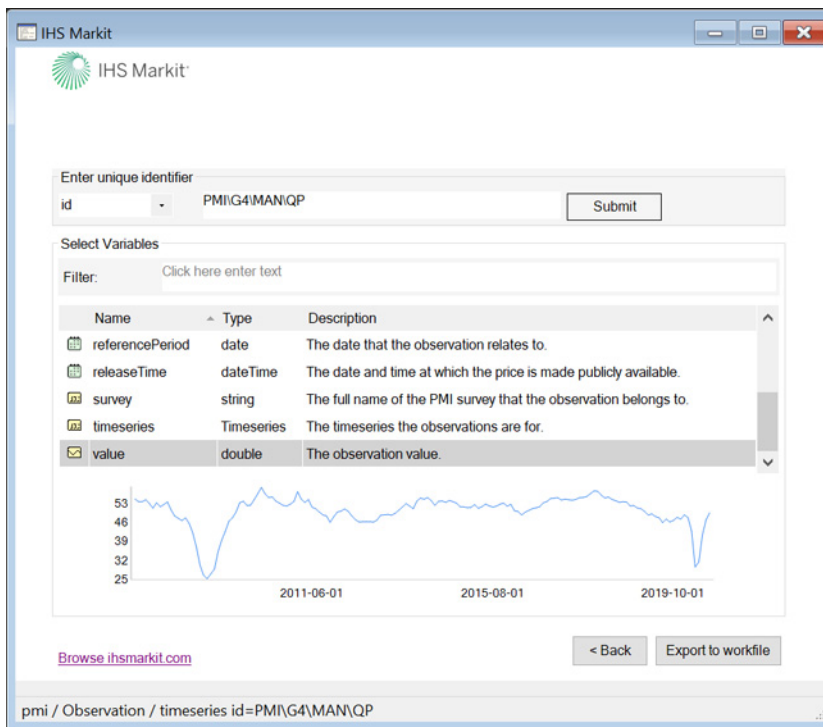 IHS Markit
IHS Markit
Enter unique identifier
id PMI\G4\MAN\QP Submit
Select Variables
Filter: Click here enter text
Name Type Description
referencePeriod date The date that the observation relates to.
releaseTime dateTime The date and time at which the price is made publicly available.
survey string The full name of the PMI survey that the observation belongs to.
timeseries Timeseries The timeseries the observations are for.
value double The observation value.
53
46
39
32
25
2011-06-01 2015-08-01 2019-10-01
Browse ihsmarkit.com < Back Export to workfile
pmi / Observation / timeseries id=PMI\G4\MAN\QP